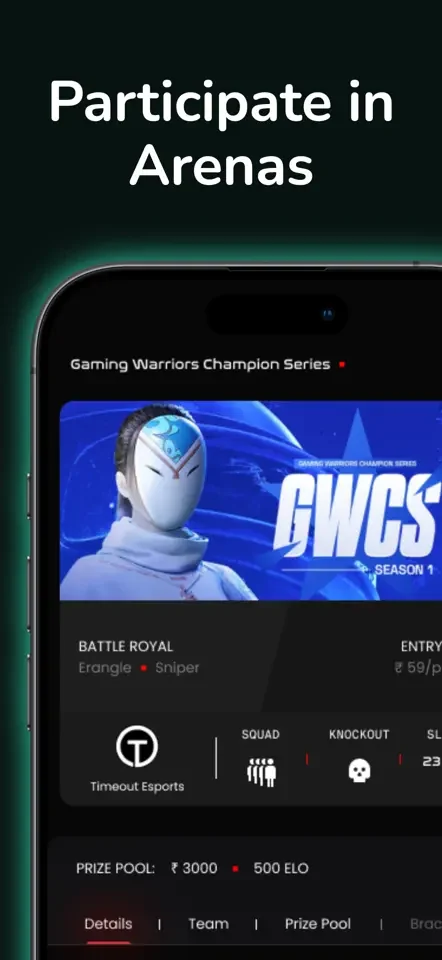 Participate in
Arenas
Gaming Warriors Champion Series
GAMING WARRIORS CHAMPION SERIES
GWCS
SEASON 1
BATTLE ROYAL
ENTRY
Erangle Sniper
₹ 59/p
SQUAD
KNOCKOUT
SL
23
Timeout Esports
PRIZE POOL: ₹ 3000 500 ELO
Details | Team | Prize Pool | Brac